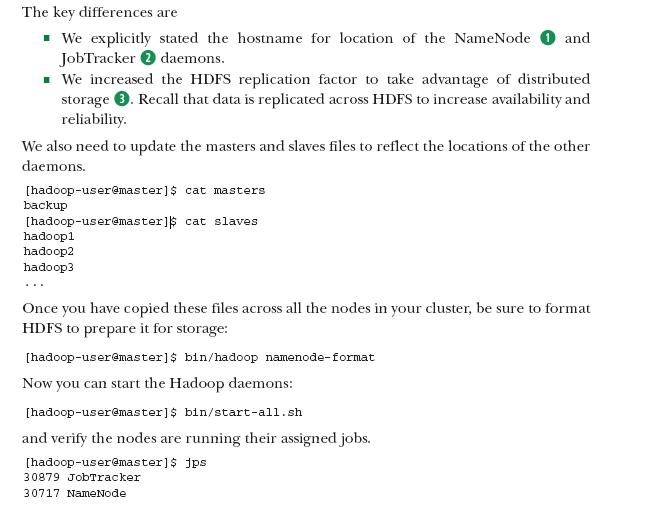 The key differences are
■ We explicitly stated the hostname for location of the NameNode ❶ and
JobTracker ❷ daemons.
■ We increased the HDFS replication factor to take advantage of distributed
storage ❸. Recall that data is replicated across HDFS to increase availability and
reliability.
We also need to update the masters and slaves files to reflect the locations of the other
daemons.
[hadoop-user@master]$ cat masters
backup
[hadoop-user@master]$ cat slaves
hadoop1
hadoop2
hadoop3
...
Once you have copied these files across all the nodes in your cluster, be sure to format
HDFS to prepare it for storage:
[hadoop-user@master]$ bin/hadoop namenode-format
Now you can start the Hadoop daemons:
[hadoop-user@master]$ bin/start-all.sh
and verify the nodes are running their assigned jobs.
[hadoop-user@master]$ jps
30879 JobTracker
30717 NameNode